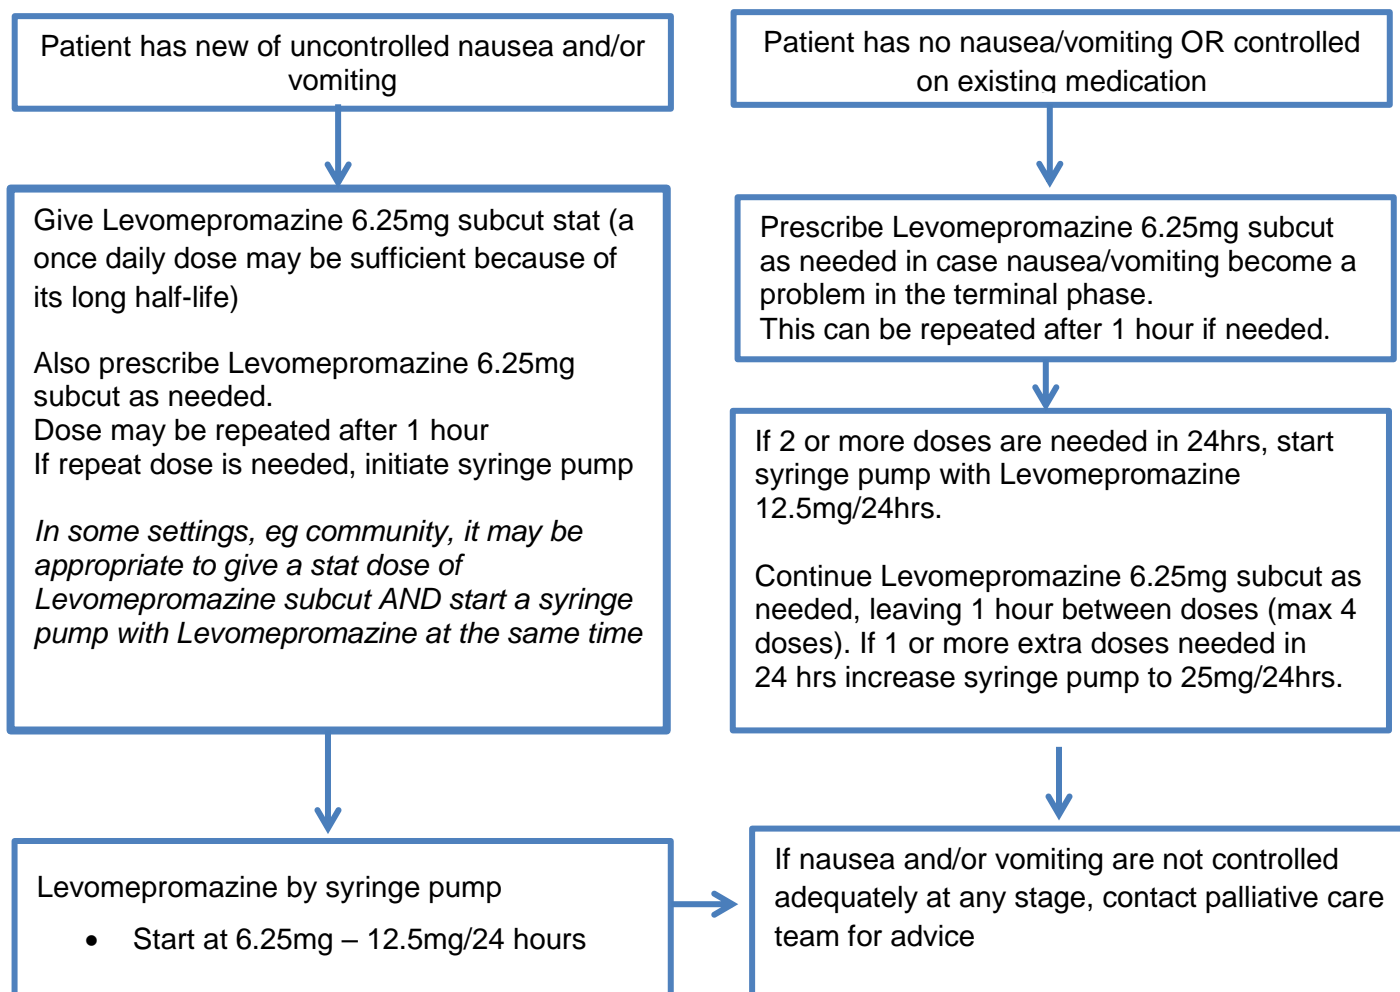 Patient has new of uncontrolled nausea and/or
vomiting
Give Levomepromazine 6.25mg subcut stat (a
once daily dose may be sufficient because of
its long half-life)
Also prescribe Levomepromazine 6.25mg
subcut as needed.
Dose may be repeated after 1 hour
If repeat dose is needed, initiate syringe pump
In some settings, eg community, it may be
appropriate to give a stat dose of
Levomepromazine subcut AND start a syringe
pump with Levomepromazine at the same time
Levomepromazine by syringe pump
• Start at 6.25mg – 12.5mg/24 hours
Patient has no nausea/vomiting OR controlled
on existing medication
Prescribe Levomepromazine 6.25mg subcut
as needed in case nausea/vomiting become a
problem in the terminal phase.
This can be repeated after 1 hour if needed.
If 2 or more doses are needed in 24hrs, start
syringe pump with Levomepromazine
12.5mg/24hrs.
Continue Levomepromazine 6.25mg subcut as
needed, leaving 1 hour between doses (max 4
doses). If 1 or more extra doses needed in
24 hrs increase syringe pump to 25mg/24hrs.
If nausea and/or vomiting are not controlled
adequately at any stage, contact palliative care
team for advice